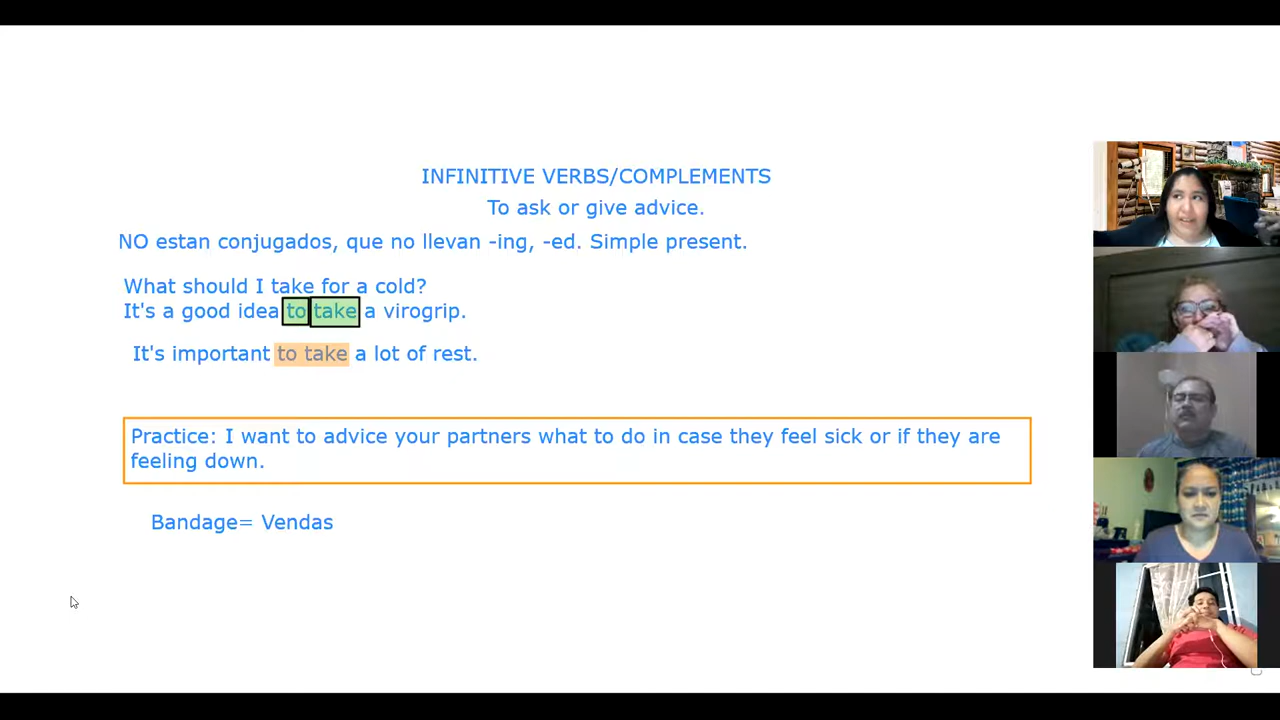 INFINITIVE VERBS/COMPLEMENTS
To ask or give advice.
NO estan conjugados, que no llevan -ing, -ed. Simple present.
What should I take for a cold?
It's a good idea to take a virogrip.
It's important to take a lot of rest.
Practice: I want to advice your partners what to do in case they feel sick or if they are
feeling down.
Bandage= Vendas